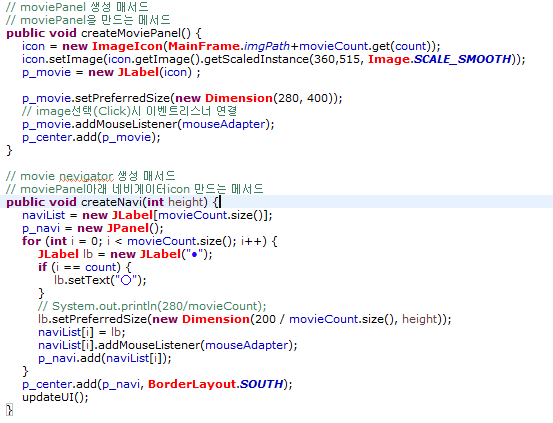 // moviePanel 생성 매서드
// moviePanel을 만드는 메서드
public void createMoviePanel() {
icon = new ImageIcon(MainFrame.imgPath+movieCount.get(count));
icon.setImage(icon.getImage().getScaledInstance(360,515, Image.SCALE_SMOOTH));
p_movie = new JLabel(icon) ;
p_movie.setPreferredSize(new Dimension(280, 400));
// image선택(Click)시 이벤트리스너 연결
p_movie.addMouseListener(mouseAdapter);
p_center.add(p_movie);
}
// movie nevigator 생성 매서드
// moviePanel아래 네비게이터icon 만드는 메서드
public void createNavi(int height) {
naviList = new JLabel[movieCount.size()];
p_navi = new JPanel();
for (int i = 0; i < movieCount.size(); i++) {
JLabel lb = new JLabel("●");
if (i == count) {
lb.setText("○");
}
// System.out.println(280/movieCount);
lb.setPreferredSize(new Dimension(200 / movieCount.size(), height));
naviList[i] = lb;
naviList[i].addMouseListener(mouseAdapter);
p_navi.add(naviList[i]);
}
p_center.add(p_navi, BorderLayout.SOUTH);
updateUI();
}